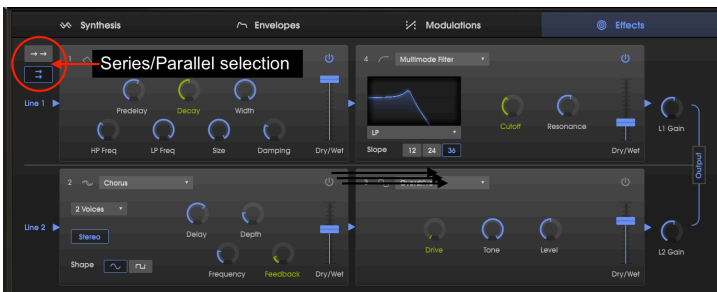 Synthesis
Envelopes
Modulations
Effects
1
Series/Parallel selection
4 Multimode Filter
Line 1
Predelay Decay Width
HP Freq LP Freq Size Damping Dry/Wet
LP
Slope 12 24 36
Cutoff Resonance
Dry/Wet
L1 Gain
Output
2 Chorus
Line 2
2 Voices
Stereo
Delay Depth
Shape
Frequency Feedback Dry/Wet
Drive Tone Level
Dry/Wet
L2 Gain